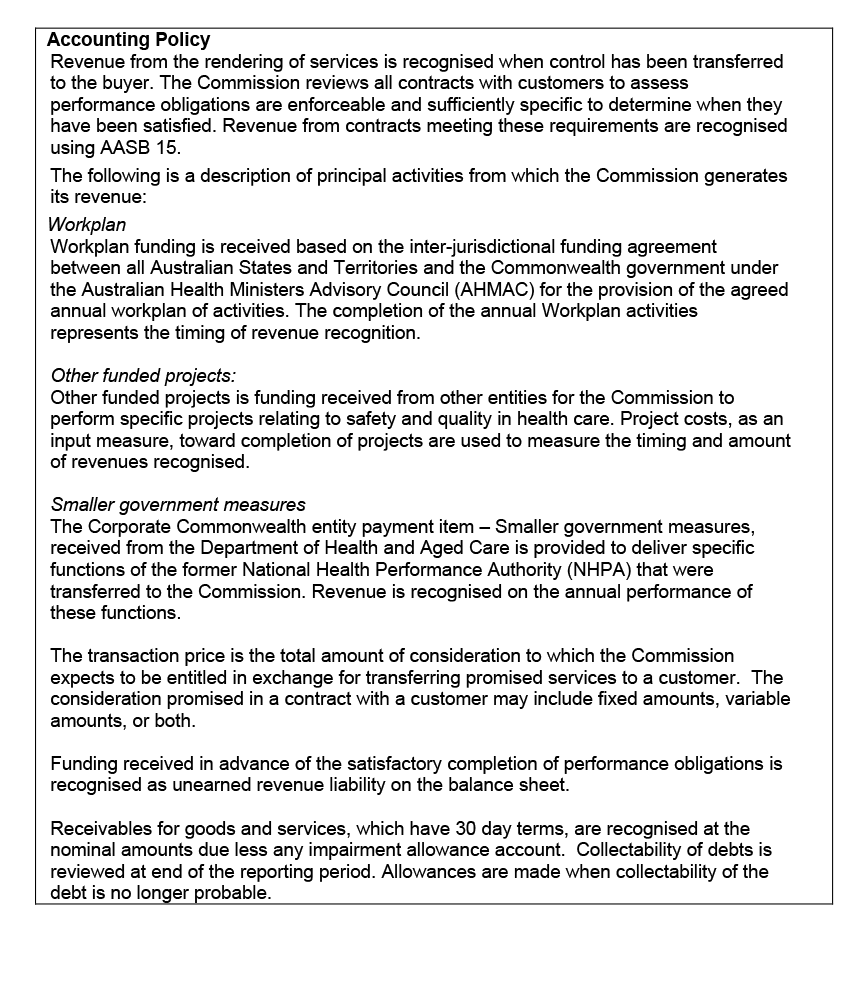 Accounting Policy
Revenue from the rendering of services is recognised when control has been transferred
to the buyer. The Commission reviews all contracts with customers to assess
performance obligations are enforceable and sufficiently specific to determine when they
have been satisfied. Revenue from contracts meeting these requirements are recognised
using AASB 15.
The following is a description of principal activities from which the Commission generates
its revenue:
Workplan
Workplan funding is received based on the inter-jurisdictional funding agreement
between all Australian States and Territories and the Commonwealth government under
the Australian Health Ministers Advisory Council (AHMAC) for the provision of the agreed
annual workplan of activities. The completion of the annual Workplan activities
represents the timing of revenue recognition.
Other funded projects:
Other funded projects is funding received from other entities for the Commission to
perform specific projects relating to safety and quality in health care. Project costs, as an
input measure, toward completion of projects are used to measure the timing and amount
of revenues recognised.
Smaller government measures
The Corporate Commonwealth entity payment item – Smaller government measures,
received from the Department of Health and Aged Care is provided to deliver specific
functions of the former National Health Performance Authority (NHPA) that were
transferred to the Commission. Revenue is recognised on the annual performance of
these functions.
The transaction price is the total amount of consideration to which the Commission
expects to be entitled in exchange for transferring promised services to a customer.  The
consideration promised in a contract with a customer may include fixed amounts, variable
amounts, or both.
Funding received in advance of the satisfactory completion of performance obligations is
recognised as unearned revenue liability on the balance sheet.
Receivables for goods and services, which have 30 day terms, are recognised at the
nominal amounts due less any impairment allowance account.  Collectability of debts is
reviewed at end of the reporting period. Allowances are made when collectability of the
debt is no longer probable.